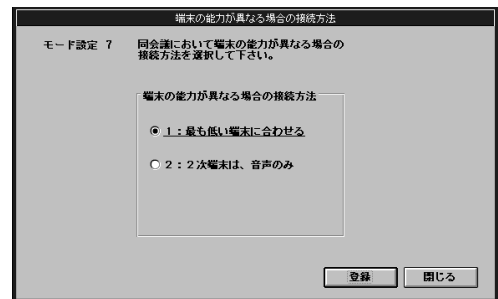 端末の能力が異なる場合の接続方法
モード設定 7
同会議において端末の能力が異なる場合の
接続方法を選択して下さい。
端末の能力が異なる場合の接続方法
1:最も低い端末に合わせる
2:2次端末は、音声のみ
登録
閉じる